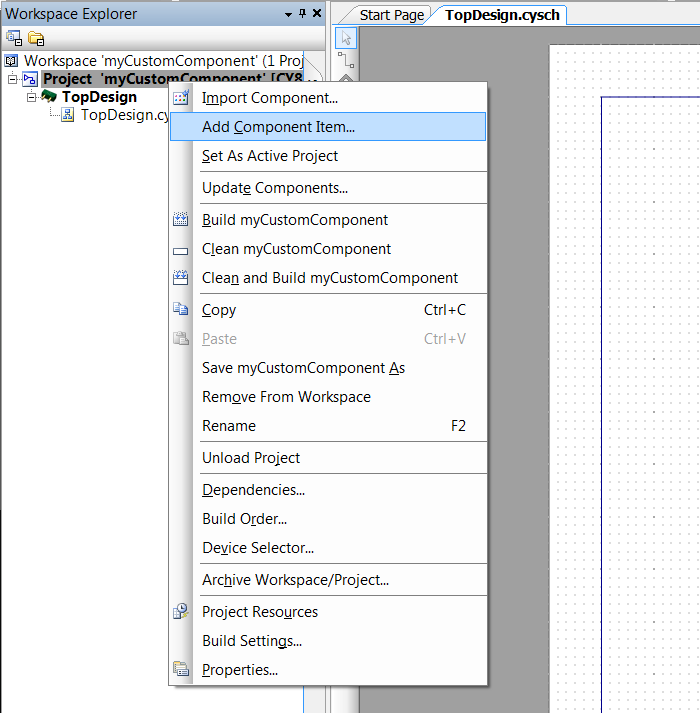 Workspace Explorer
Start Page
TopDesign.cysch
Workspace 'myCustomComponent' (1 Proj
Project 'myCustomComponent' [CY8
TopDesign
TopDesign.cy
Import Component...
Add Component Item...
Set As Active Project
Update Components...
Build myCustomComponent
Clean myCustomComponent
Clean and Build myCustomComponent
Copy Ctrl+C
Paste Ctrl+V
Save myCustomComponent As
Remove From Workspace
Rename F2
Unload Project
Dependencies...
Build Order...
Device Selector...
Archive Workspace/Project...
Project Resources
Build Settings...
Properties...